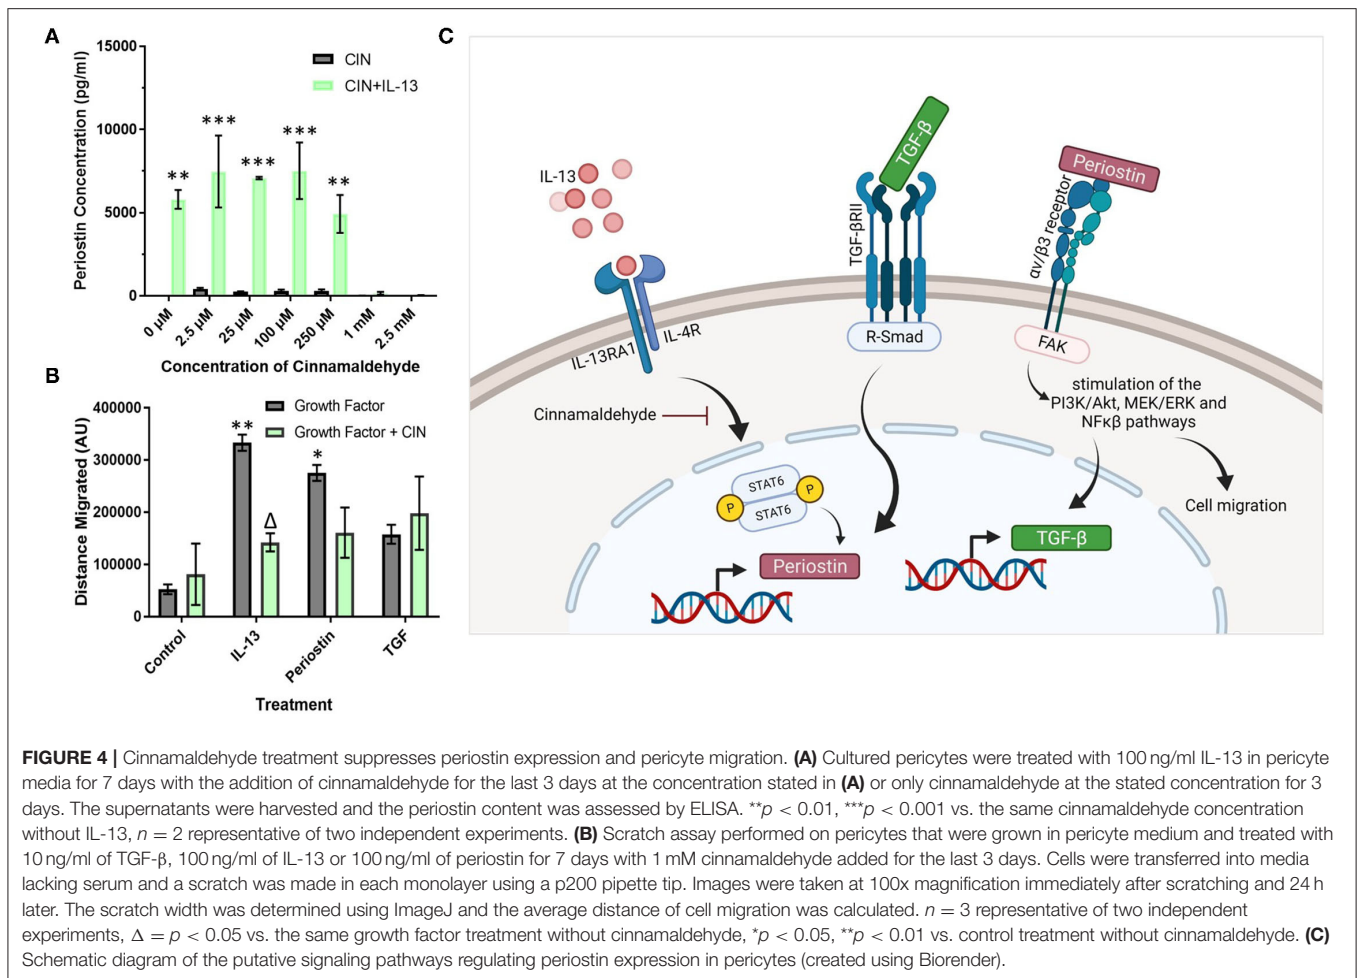 A
15000
10000
5000
0
Periostin Concentration (pg/ml)
CIN
CIN+IL-13
**
***
***
***
**
0 µM
2.5 µM
25 µM
100 µM
250 µM
1 mM
2.5 mM
Concentration of Cinnamaldehyde
B
400000
300000
200000
100000
0
Distance Migrated (AU)
Growth Factor
Growth Factor + CIN
**
Δ
*
Control
IL-13
Periostin
TGF
Treatment
C
IL-13
IL-13RA1
IL-4R
TGF-β
TGF-βRII
R-Smad
Periostin
αv/β3 receptor
FAK
stimulation of the
PI3K/Akt, MEK/ERK and
NFκβ pathways
Cinnamaldehyde
Cell migration
STAT6
STAT6
P
P
Periostin
TGF-β
FIGURE 4 | Cinnamaldehyde treatment suppresses periostin expression and pericyte migration. (A) Cultured pericytes were treated with 100 ng/ml IL-13 in pericyte
media for 7 days with the addition of cinnamaldehyde for the last 3 days at the concentration stated in (A) or only cinnamaldehyde at the stated concentration for 3
days. The supernatants were harvested and the periostin content was assessed by ELISA. **p < 0.01, ***p < 0.001 vs. the same cinnamaldehyde concentration
without IL-13, n = 2 representative of two independent experiments. (B) Scratch assay performed on pericytes that were grown in pericyte medium and treated with
10 ng/ml of TGF-β, 100 ng/ml of IL-13 or 100 ng/ml of periostin for 7 days with 1 mM cinnamaldehyde added for the last 3 days. Cells were transferred into media
lacking serum and a scratch was made in each monolayer using a p200 pipette tip. Images were taken at 100x magnification immediately after scratching and 24 h
later. The scratch width was determined using ImageJ and the average distance of cell migration was calculated. n = 3 representative of two independent
experiments, Δ = p < 0.05 vs. the same growth factor treatment without cinnamaldehyde, *p < 0.05, **p < 0.01 vs. control treatment without cinnamaldehyde. (C)
Schematic diagram of the putative signaling pathways regulating periostin expression in pericytes (created using Biorender).